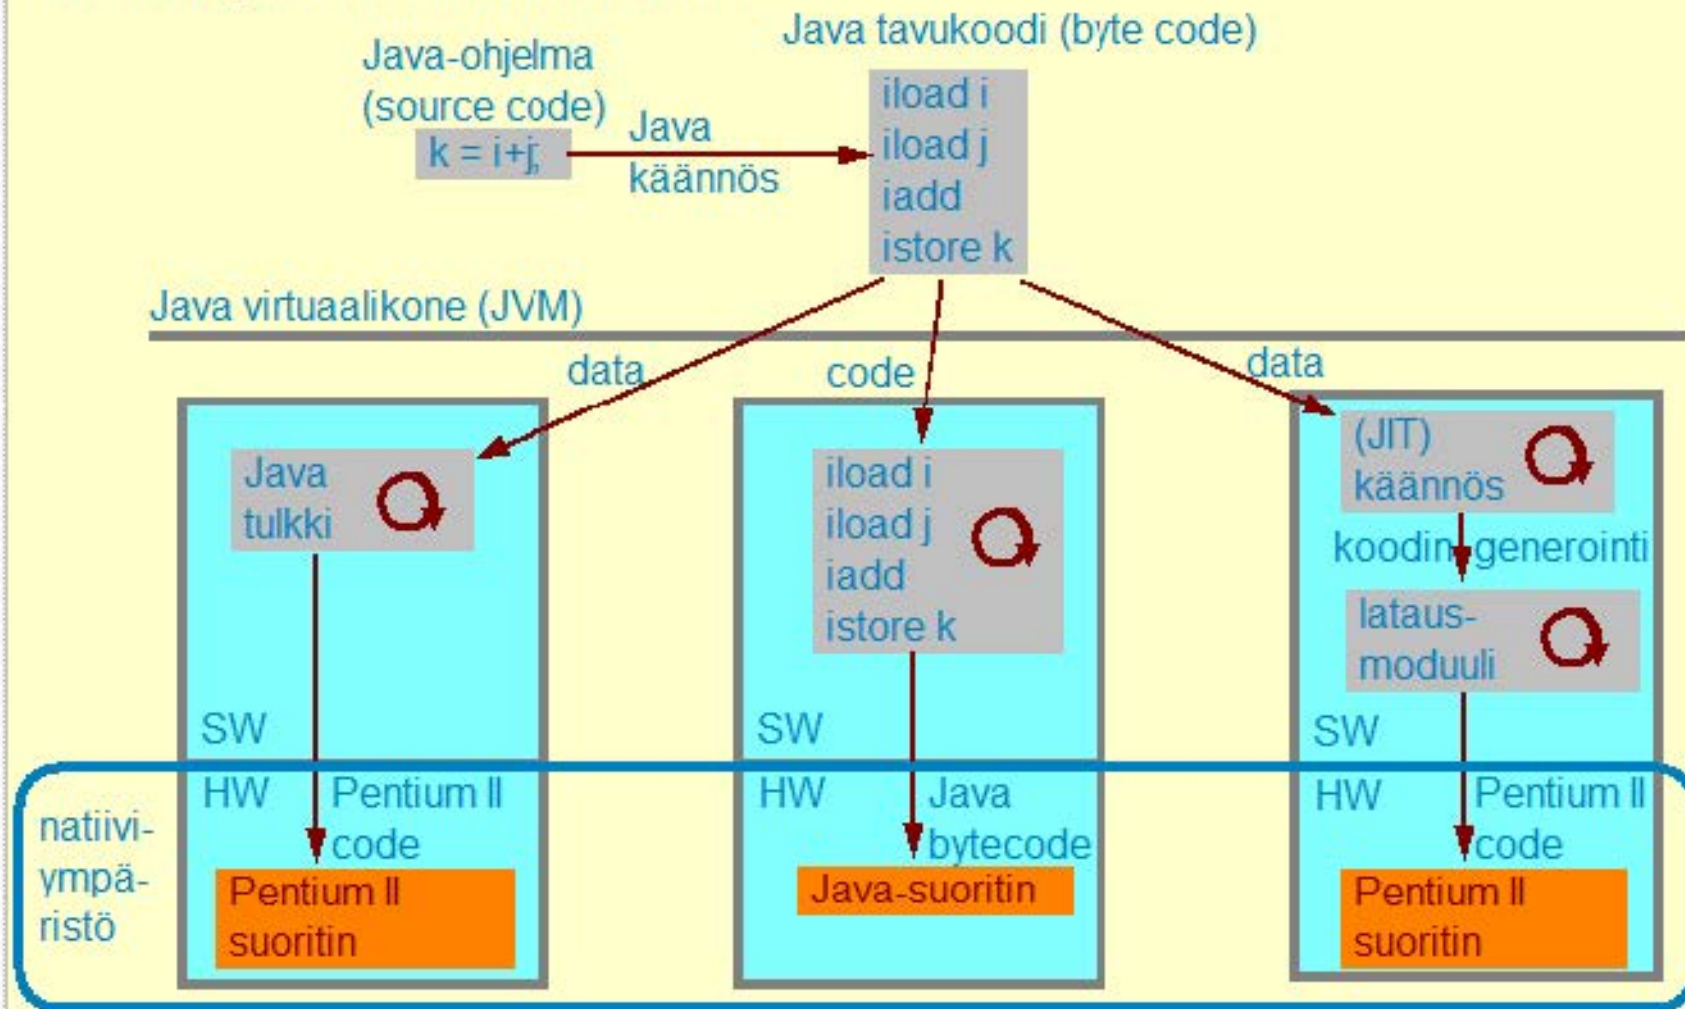 Java tavukoodi (byte code)
Java-ohjelma
(source code)
k = i+j;
Java
käännös
iload i
iload j
iadd
istore k
Java virtuaalikone (JVM)
data
code
data
Java
tulkki
SW
HW
Pentium II
code
Pentium II
suoritin
iload i
iload j
iadd
istore k
SW
HW
Java
bytecode
Java-suoritin
(JIT)
käännös
koodin generointi
lataus-
moduuli
SW
HW
Pentium II
code
Pentium II
suoritin
natiivi-
ympä-
ristö